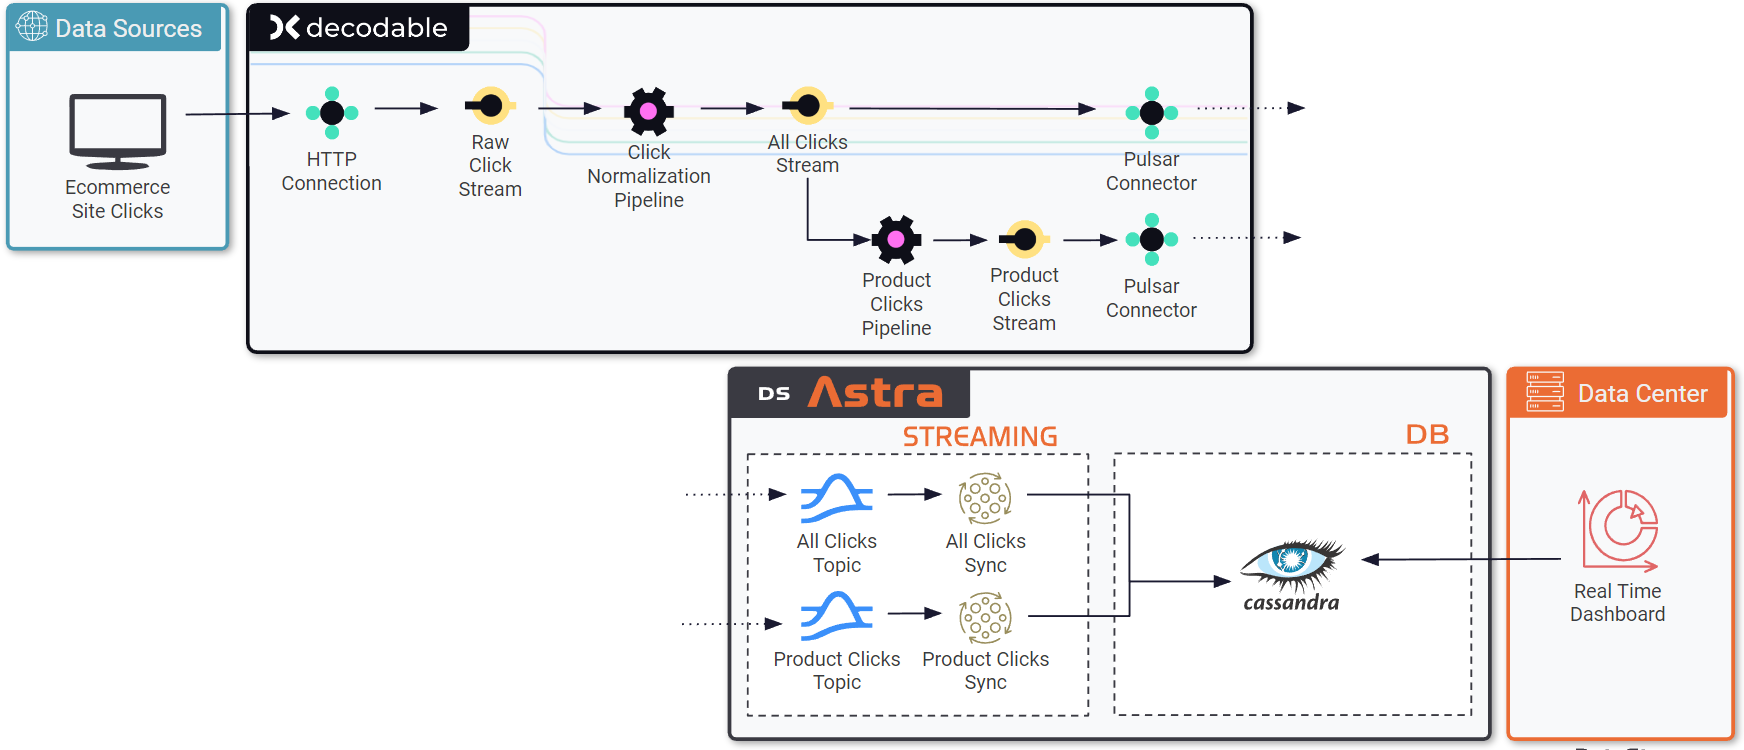 Data Sources
Ecommerce
Site Clicks
decodable
HTTP
Connection
Raw
Click
Stream
Click
Normalization
Pipeline
All Clicks
Stream
Pulsar
Connector
Product
Clicks
Pipeline
Product
Clicks
Stream
Pulsar
Connector
DS Astra
STREAMING
All Clicks
Topic
All Clicks
Sync
Product Clicks
Topic
Product Clicks
Sync
DB
cassandra
Data Center
Real Time
Dashboard